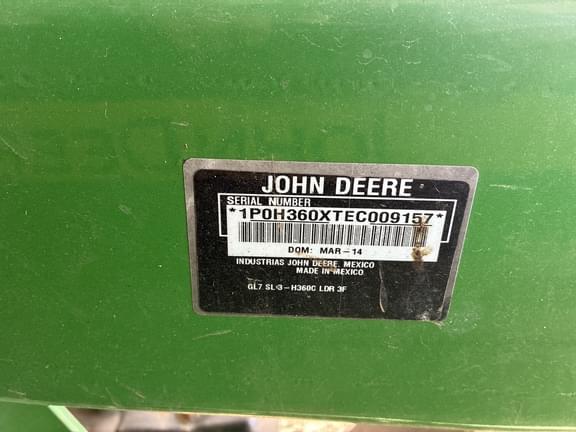 JOHN DEERE
SERIAL NUMBER
*1P0H360XTEC009157*
DOM: MAR-14
INDUSTRIAS JOHN DEERE, MEXICO
MADE IN MEXICO
GL7 SL-3-H360C LDR 3F